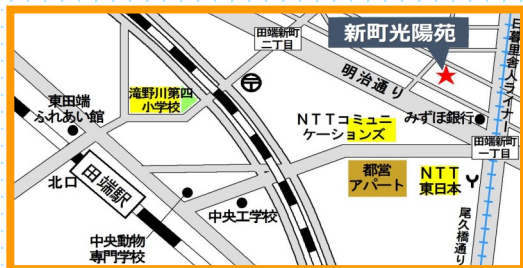 田端新町
二丁目
新町光陽苑
日暮里舎人ライナー
明治通り
滝野川第四
小学校
東田端
ふれあい館
NTTコミュニ
ケーションズ
みずほ銀行
田端新町
一丁目
北口
田端駅
都営
アパート
NTT
東日本
中央工学校
中央動物
専門学校
尾久橋通り